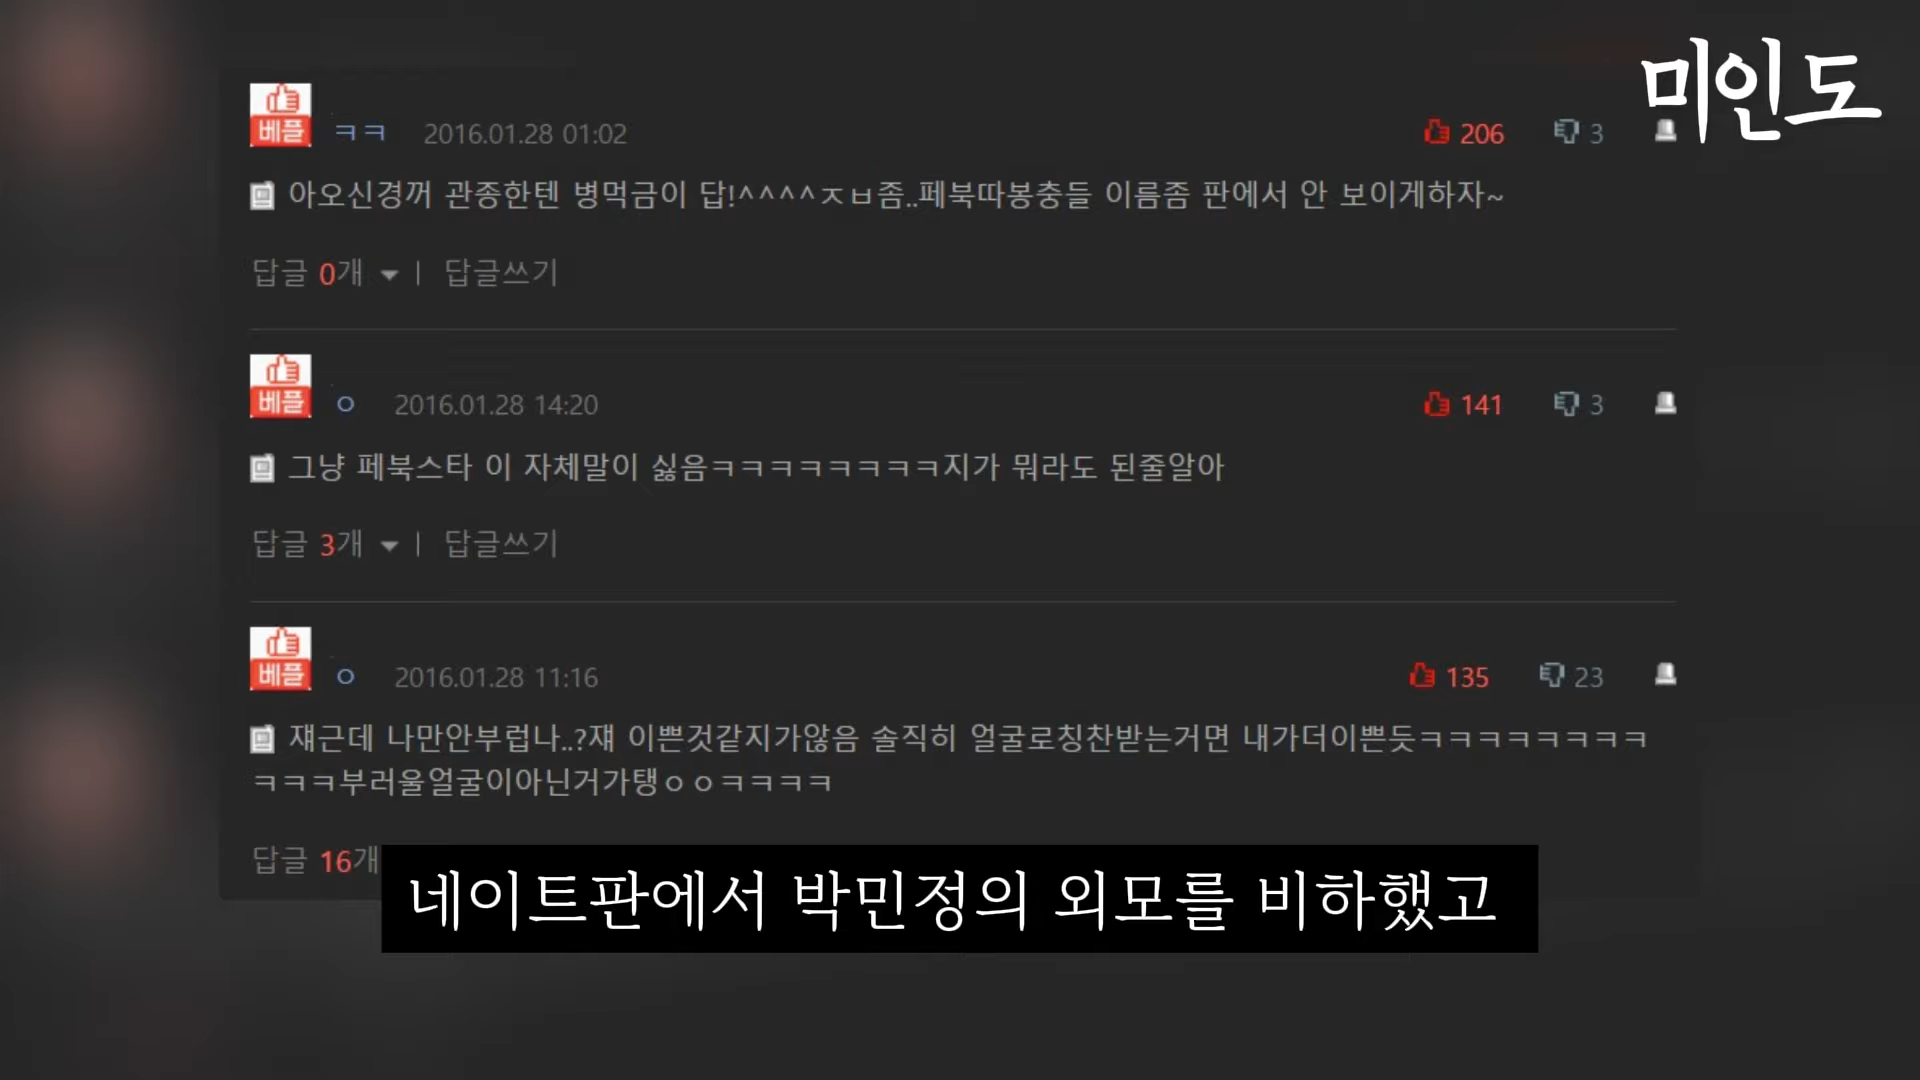 미인도
베플 ㅋㅋ 2016.01.28 01:02 206 3
아오신경꺼 관종한텐 병먹금이 답!^^^^ㅈㅂ좀..페북따봉충들 이름좀 판에서 안 보이게하자~
답글 0개 | 답글쓰기
베플 ㅇ 2016.01.28 14:20 141 3
그냥 페북스타 이 자체말이 싫음ㅋㅋㅋㅋㅋㅋㅋㅋ지가 뭐라도 된줄알아
답글 3개 | 답글쓰기
베플 ㅇ 2016.01.28 11:16 135 23
쟤근데 나만안부럽나..?쟤 이쁜것같지가않음 솔직히 얼굴로칭찬받는거면 내가더이쁜듯ㅋㅋㅋㅋㅋㅋㅋㅋ
ㅋㅋㅋ부러울얼굴이아닌거가탱ㅇㅇㅋㅋㅋㅋ
답글 16개
네이트판에서 박민정의 외모를 비하했고